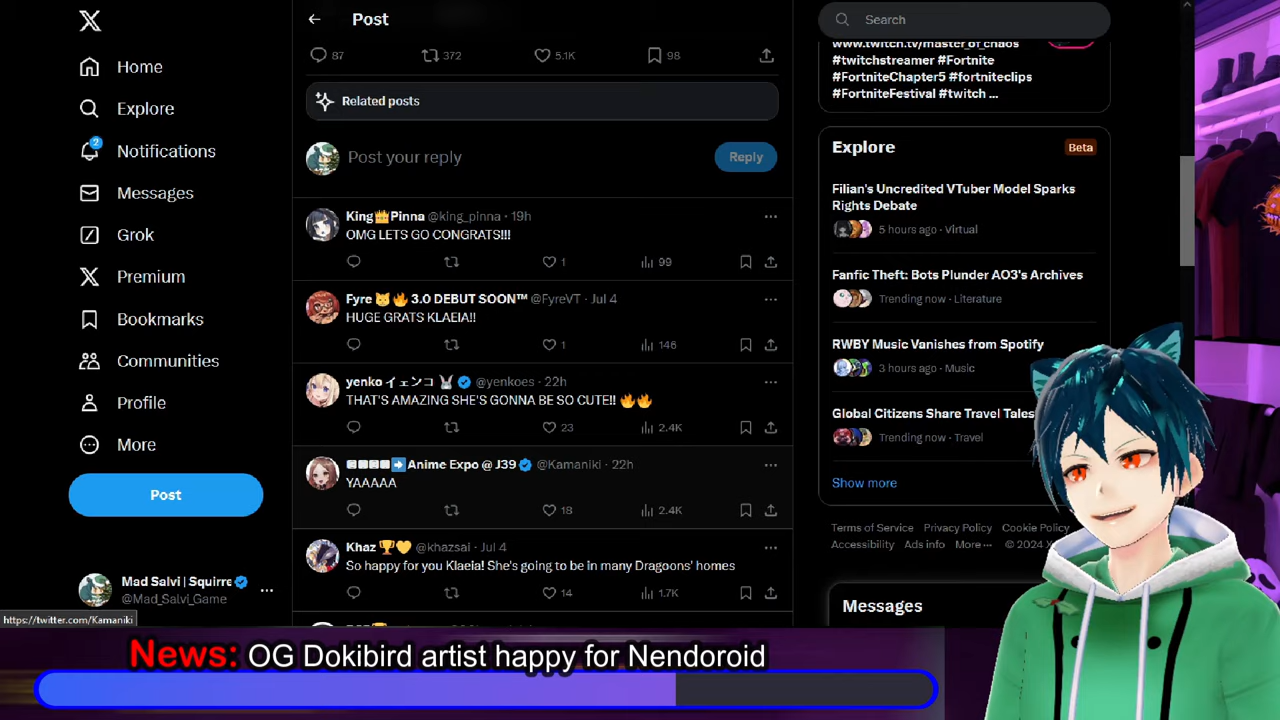 Home
Explore
2
Notifications
Messages
Grok
Premium
Bookmarks
Communities
Profile
More
Post
Mad Salvi | Squirre
@Mad_Salvi_Game
https://twitter.com/Kamaniki
Post
87 372 5.1K 98
Related posts
Post your reply
Reply
King👑Pinna @king_pinna · 19h
OMG LETS GO CONGRATS!!!
1 99
Fyre 😼🔥 3.0 DEBUT SOON™ @FyreVT · Jul 4
HUGE GRATS KLAEIA!!
1 146
yenko イェンコ 🐰 @yenkoes · 22h
THAT'S AMAZING SHE'S GONNA BE SO CUTE!! 🔥🔥
23 2.4K
➡️Anime Expo @ J39 @Kamaniki · 22h
YAAAAA
18 2.4K
Khaz 🏆💛 @khazsai · Jul 4
So happy for you Klaeia! She's going to be in many Dragoons' homes
14 1.7K
Search
www.twitch.tv/master_of_chaos
#twitchstreamer #Fortnite
#FortniteChapter5 #fortniteclips
#FortniteFestival #twitch ...
Explore
Beta
Filian's Uncredited VTuber Model Sparks
Rights Debate
5 hours ago · Virtual
Fanfic Theft: Bots Plunder AO3's Archives
Trending now · Literature
RWBY Music Vanishes from Spotify
3 hours ago · Music
Global Citizens Share Travel Tales
Trending now · Travel
Show more
Terms of Service Privacy Policy Cookie Policy
Accessibility Ads info More ··· © 2024 X
Messages
News: OG Dokibird artist happy for Nendoroid